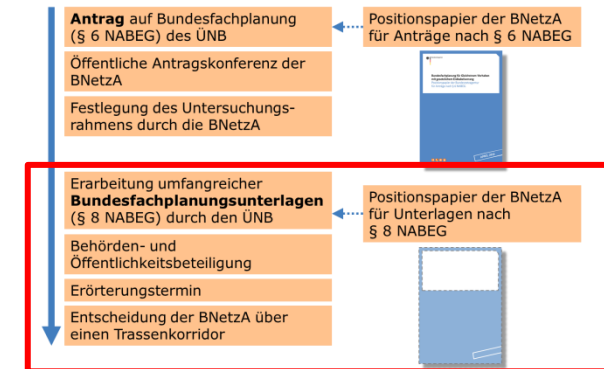 Antrag auf Bundesfachplanung
(§ 6 NABEG) des ÜNB
Positionspapier der BNetzA
für Anträge nach § 6 NABEG
Öffentliche Antragskonferenz der
BNetzA
Festlegung des Untersuchungs-
rahmens durch die BNetzA
Erarbeitung umfangreicher
Bundesfachplanungsunterlagen
(§ 8 NABEG) durch den ÜNB
Positionspapier der BNetzA
für Unterlagen nach
§ 8 NABEG
Behörden- und
Öffentlichkeitsbeteiligung
Erörterungstermin
Entscheidung der BNetzA über
einen Trassenkorridor